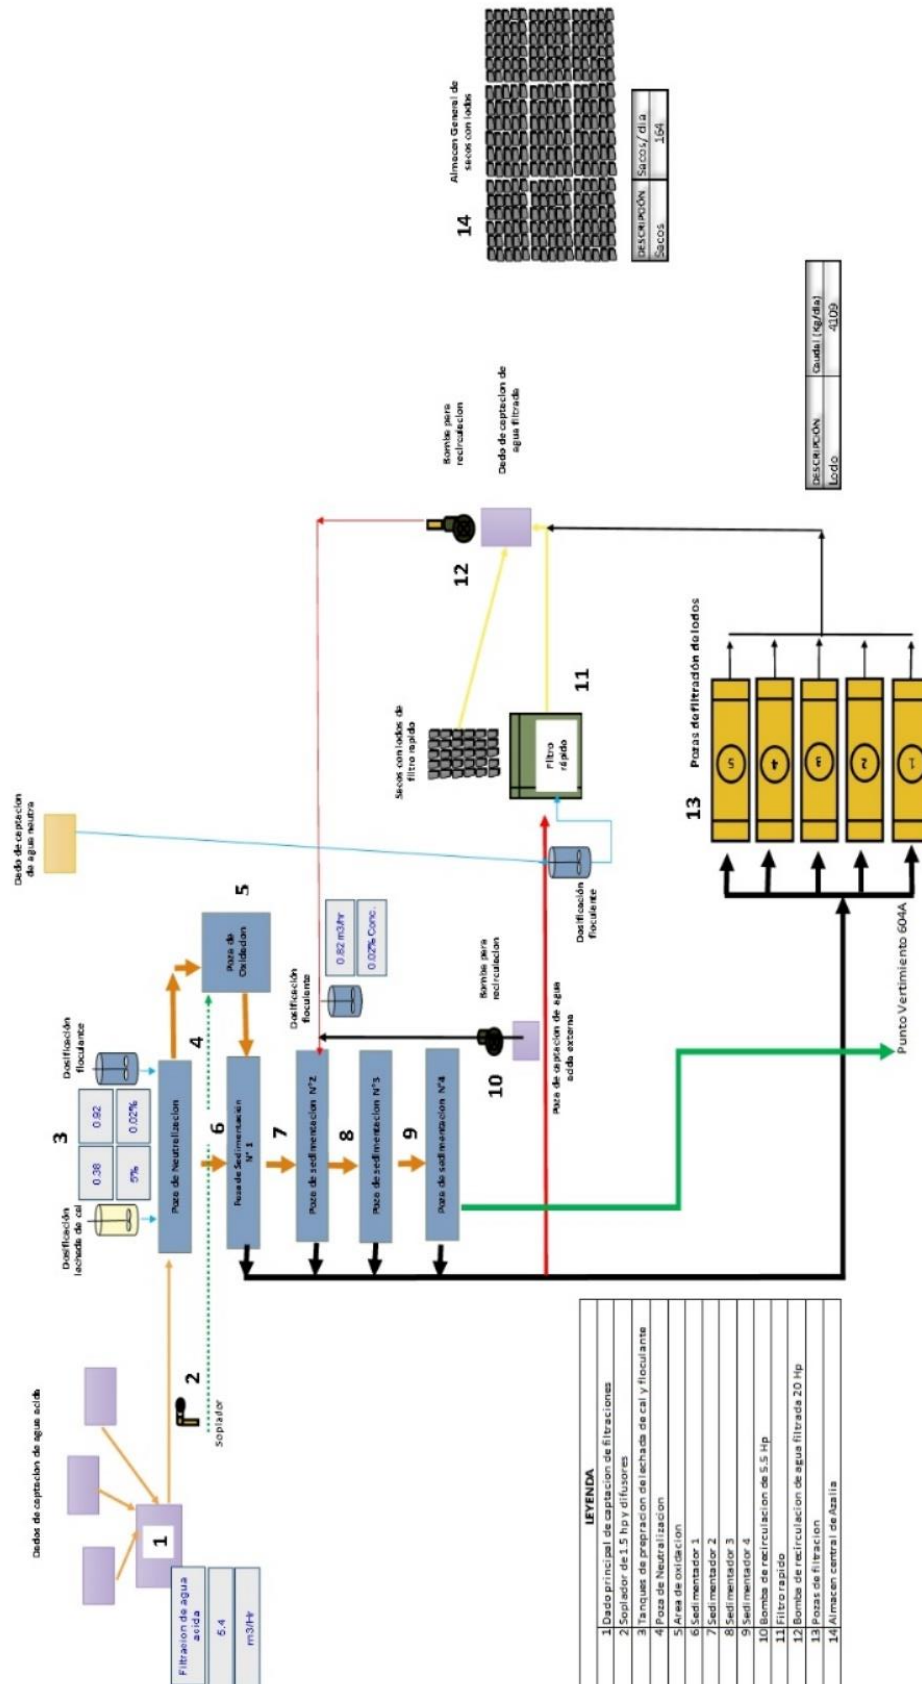 Dados de captacion de agua acida
1
Filtracion de agua
acida
m3/Hr
2
Soplador
3
Dosificación
lechada de cal
0.38
0.92
5%
0.02%
Dosificación
floculante
Poza de Neutralizacion
4
Poza de
Oxidacion
5
Dado de captacion
de agua neutra
6
Poza de Sedimentación
N° 1
7
Poza de sedimentacion N°2
8
Poza de sedimentacion N°3
9
Poza de sedimentacion N°4
Dosificación
floculante
0.82 m3/hr
0.02% Conc.
10
Bomba para
recirculacion
Poza de captacion de agua
acida externa
Dosificación
floculante
Sacos con lodos de
filtro rapido
Filtro
rápido
11
12
Bomba para
recirculacion
Dado de captacion de
agua filtrada
14
Almacen General de
sacos con lodos
DESCRIPCIÓN Sacos/ dia
Sacos 164
13
Pozas de filtración de lodos
5
4
3
2
1
DESCRIPCIÓN Caudal (Kg/dia)
Lodo 4109
Punto Vertimiento 604A
LEYENDA
1 Dado principal de captacion de filtraciones
2 Soplador de 1.5 hp y difusores
3 Tanques de prepracion de lechada de cal y floculante
4 Poza de Neutralizacion
5 Area de oxidacion
6 Sedimentador 1
7 Sedimentador 2
8 Sedimentador 3
9 Sedimentador 4
10 Bomba de recirculacion de 5.5 Hp
11 Filtro rapido
12 Bomba de recirculacion de agua filtrada 20 Hp
13 Pozas de filtracion
14 Almacen central de Azalia